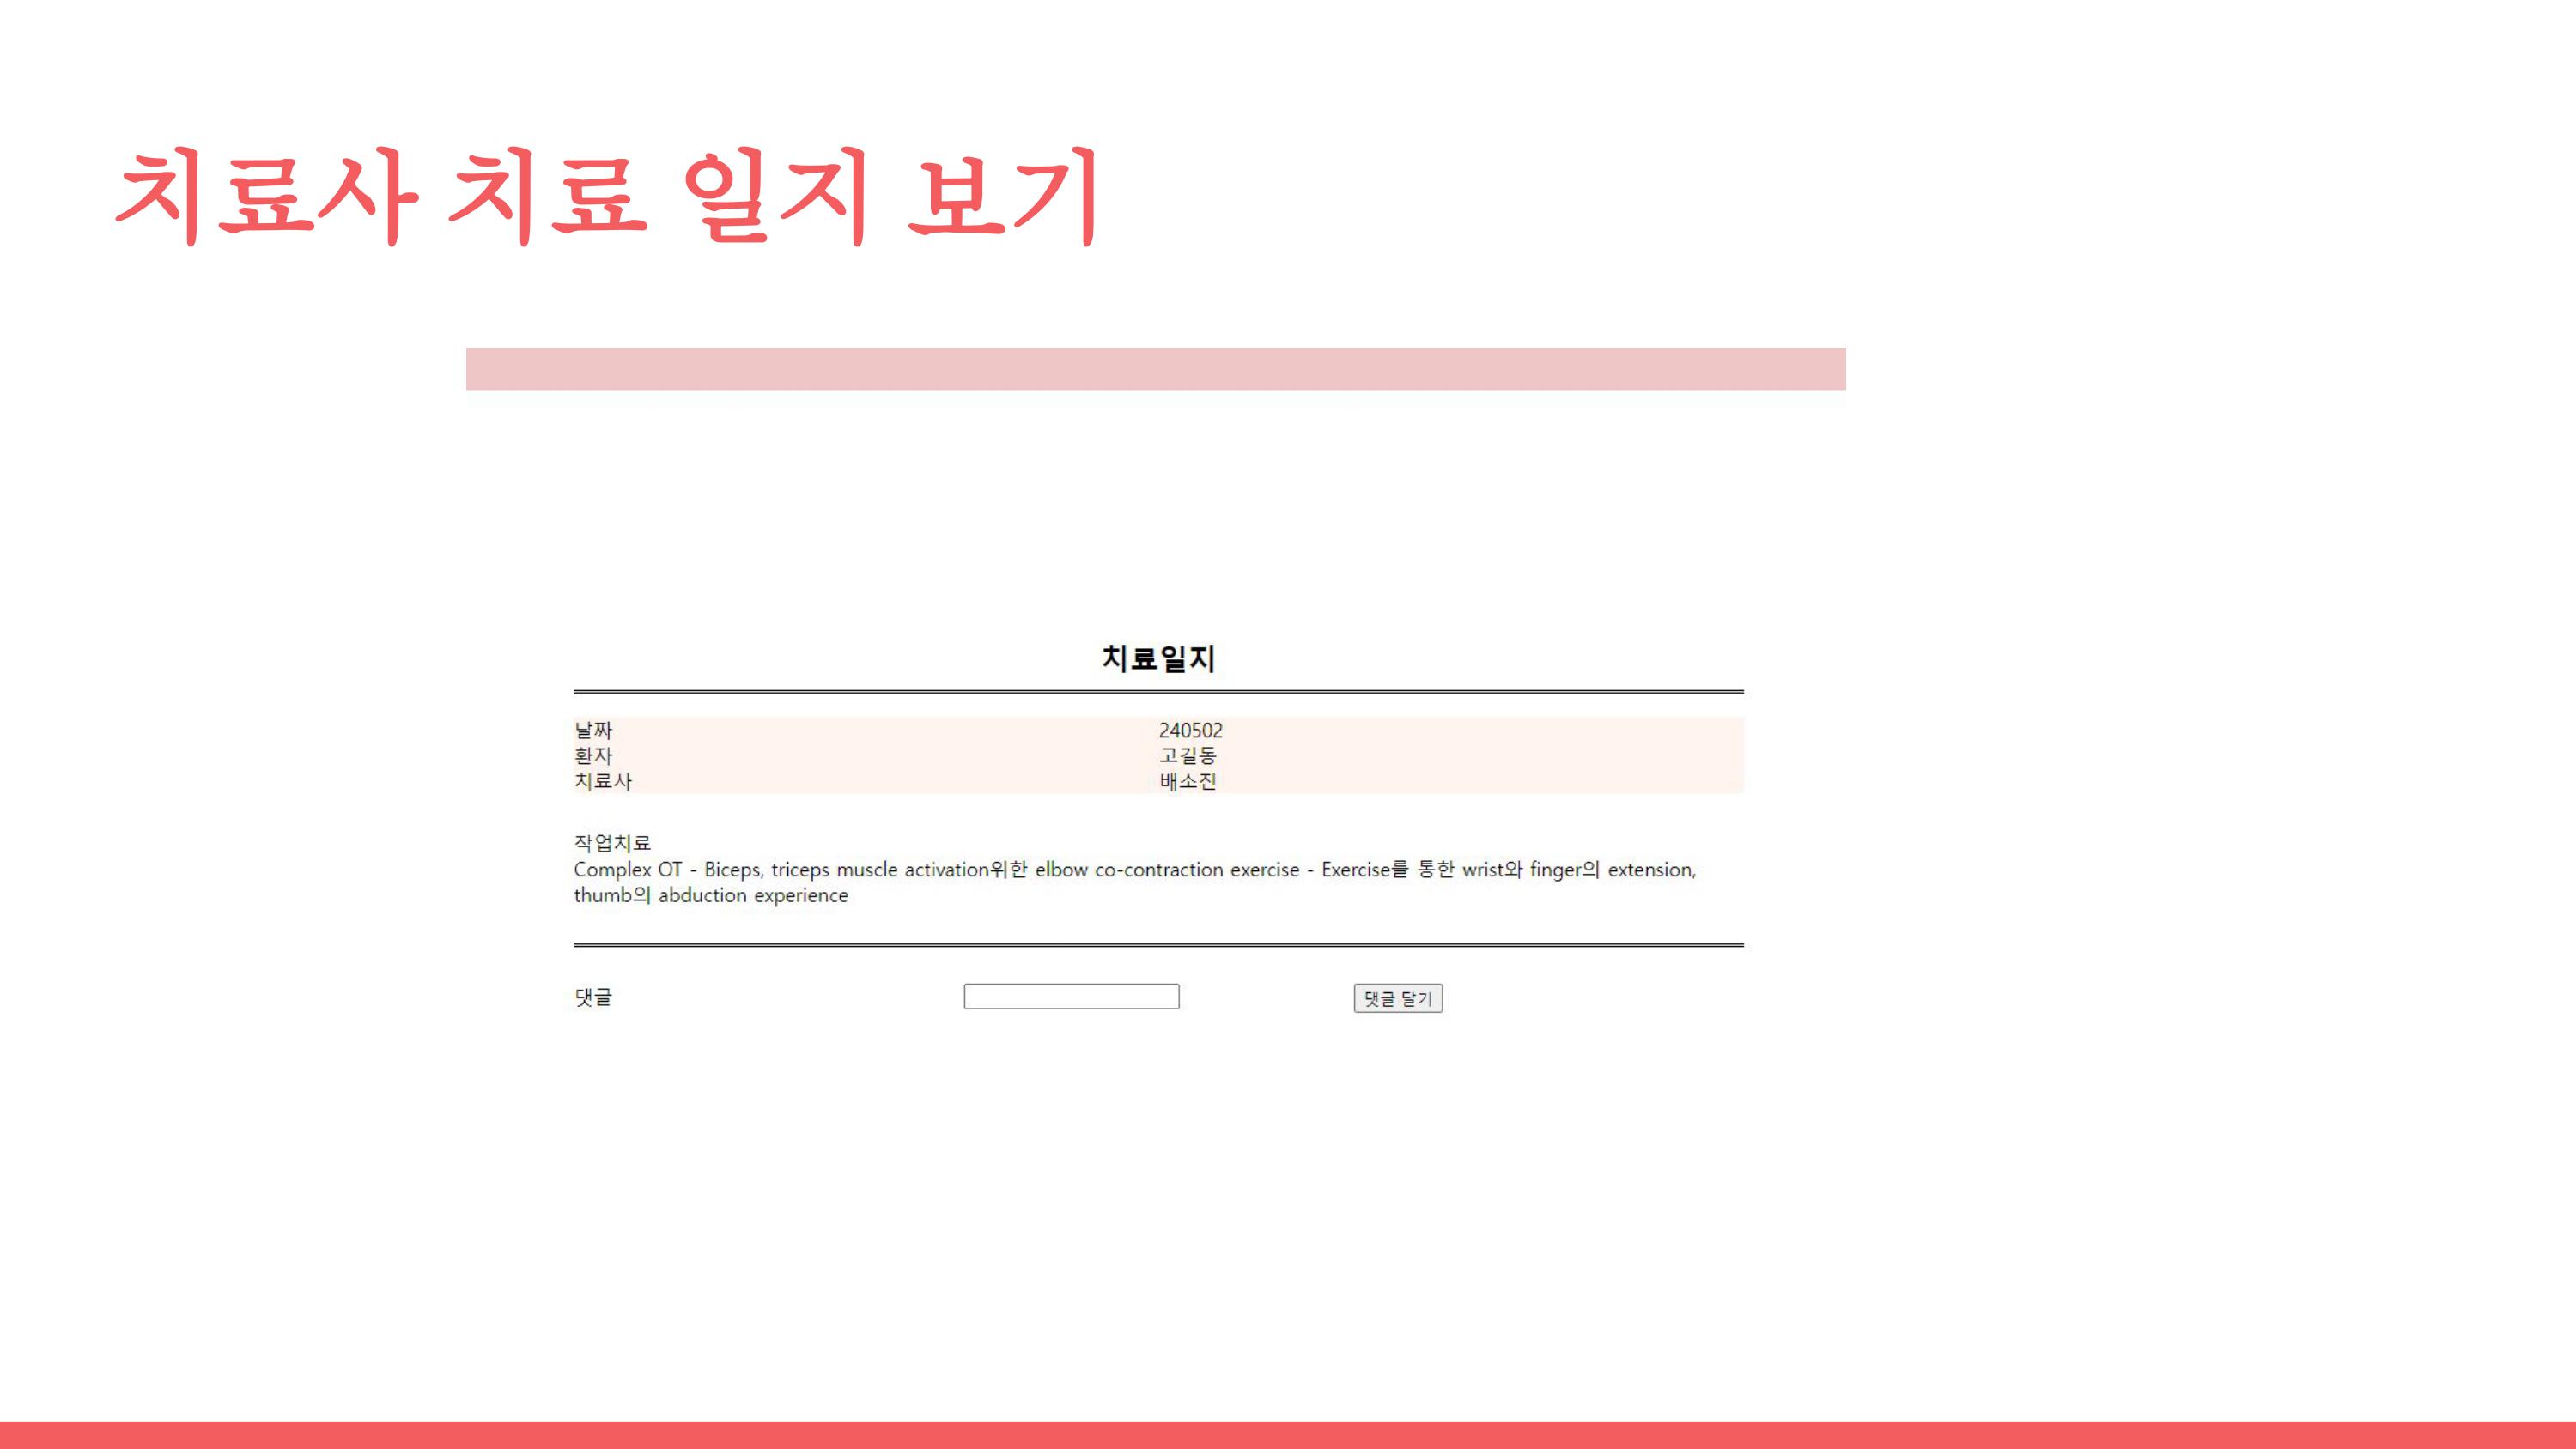 치료사 치료 일지 보기
치료일지
날짜 240502
환자 고길동
치료사 배소진
작업치료
Complex OT - Biceps, triceps muscle activation위한 elbow co-contraction exercise - Exercise를 통한 wrist와 finger의 extension,
thumb의 abduction experience
댓글 댓글 달기